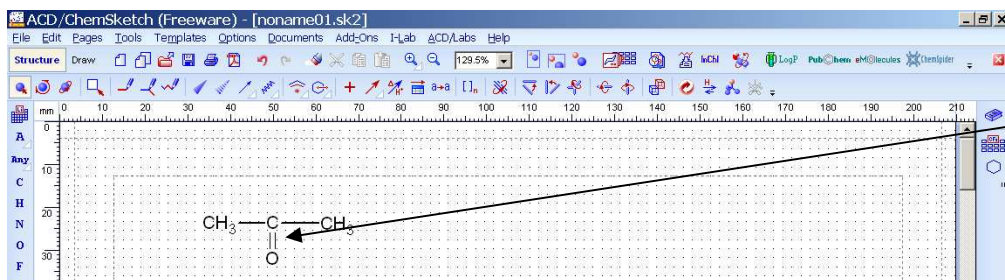 ACD/ChemSketch (Freeware) - [noname01.sk2]
File Edit Pages Tools Templates Options Documents Add-Ons I-Lab ACD/Labs Help
Structure Draw 129.5% InChI LogP PubChem eMolecules ChemSpider
a→a []n
mm 0 10 20 30 40 50 60 70 80 90 100 110 120 130 140 150 160 170 180 190 200 210
0
A
Any
10
C
H
20
N
CH3 C CH3
O
30
O
F